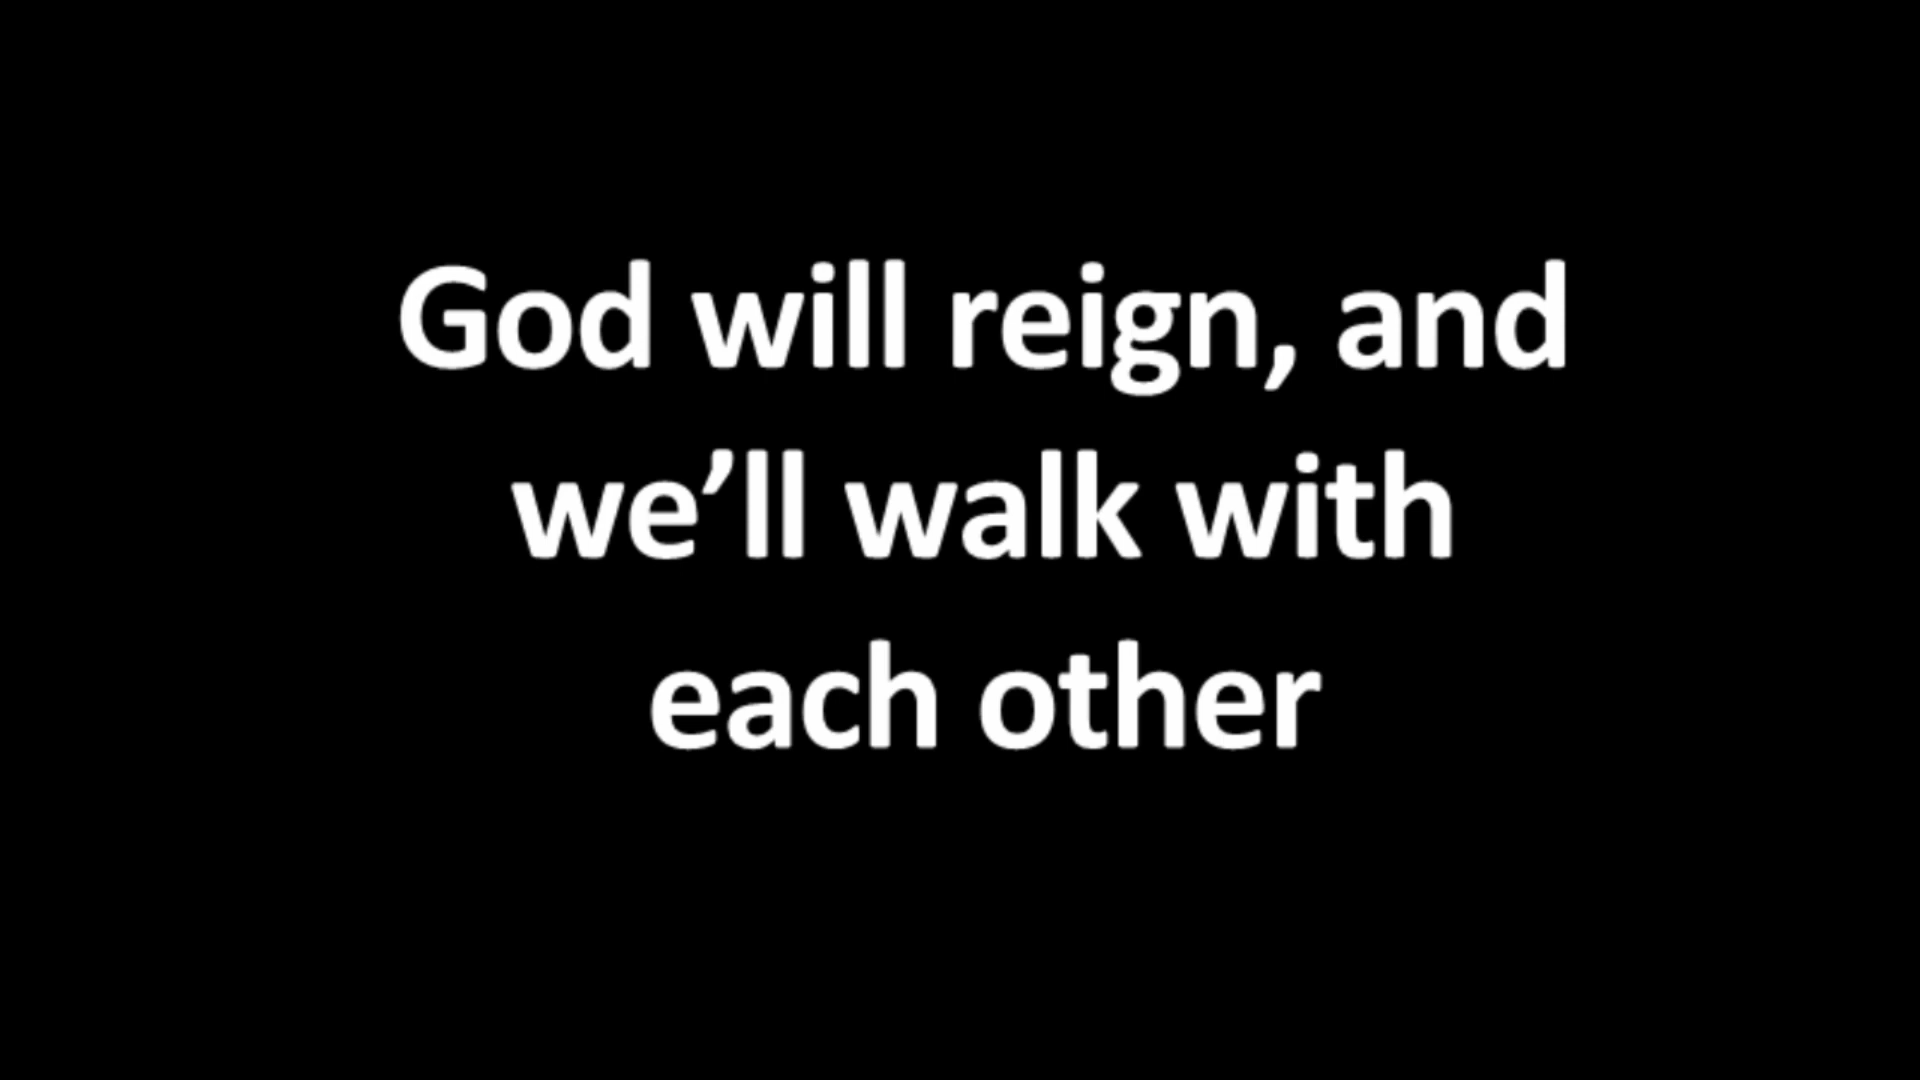 God will reign, and
we’ll walk with
each other